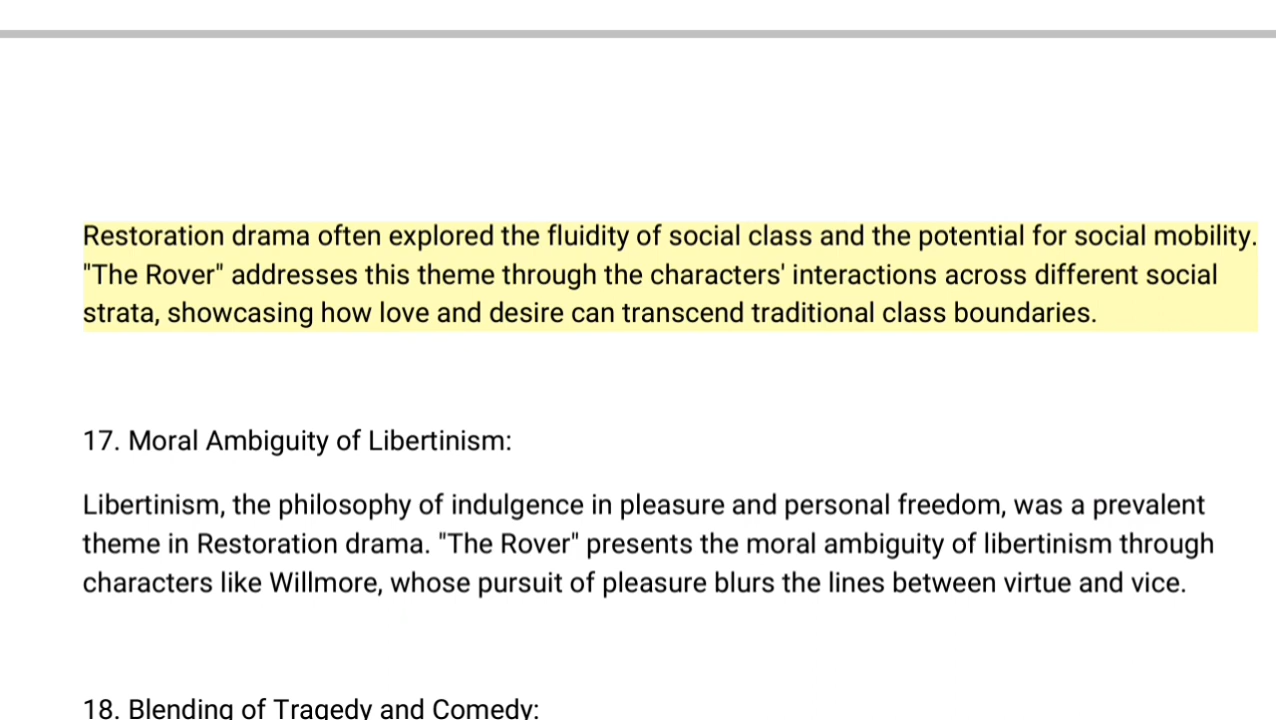 Restoration drama often explored the fluidity of social class and the potential for social mobility.
"The Rover" addresses this theme through the characters' interactions across different social
strata, showcasing how love and desire can transcend traditional class boundaries.
17. Moral Ambiguity of Libertinism:
Libertinism, the philosophy of indulgence in pleasure and personal freedom, was a prevalent
theme in Restoration drama. "The Rover" presents the moral ambiguity of libertinism through
characters like Willmore, whose pursuit of pleasure blurs the lines between virtue and vice.
18. Blending of Tragedy and Comedy: